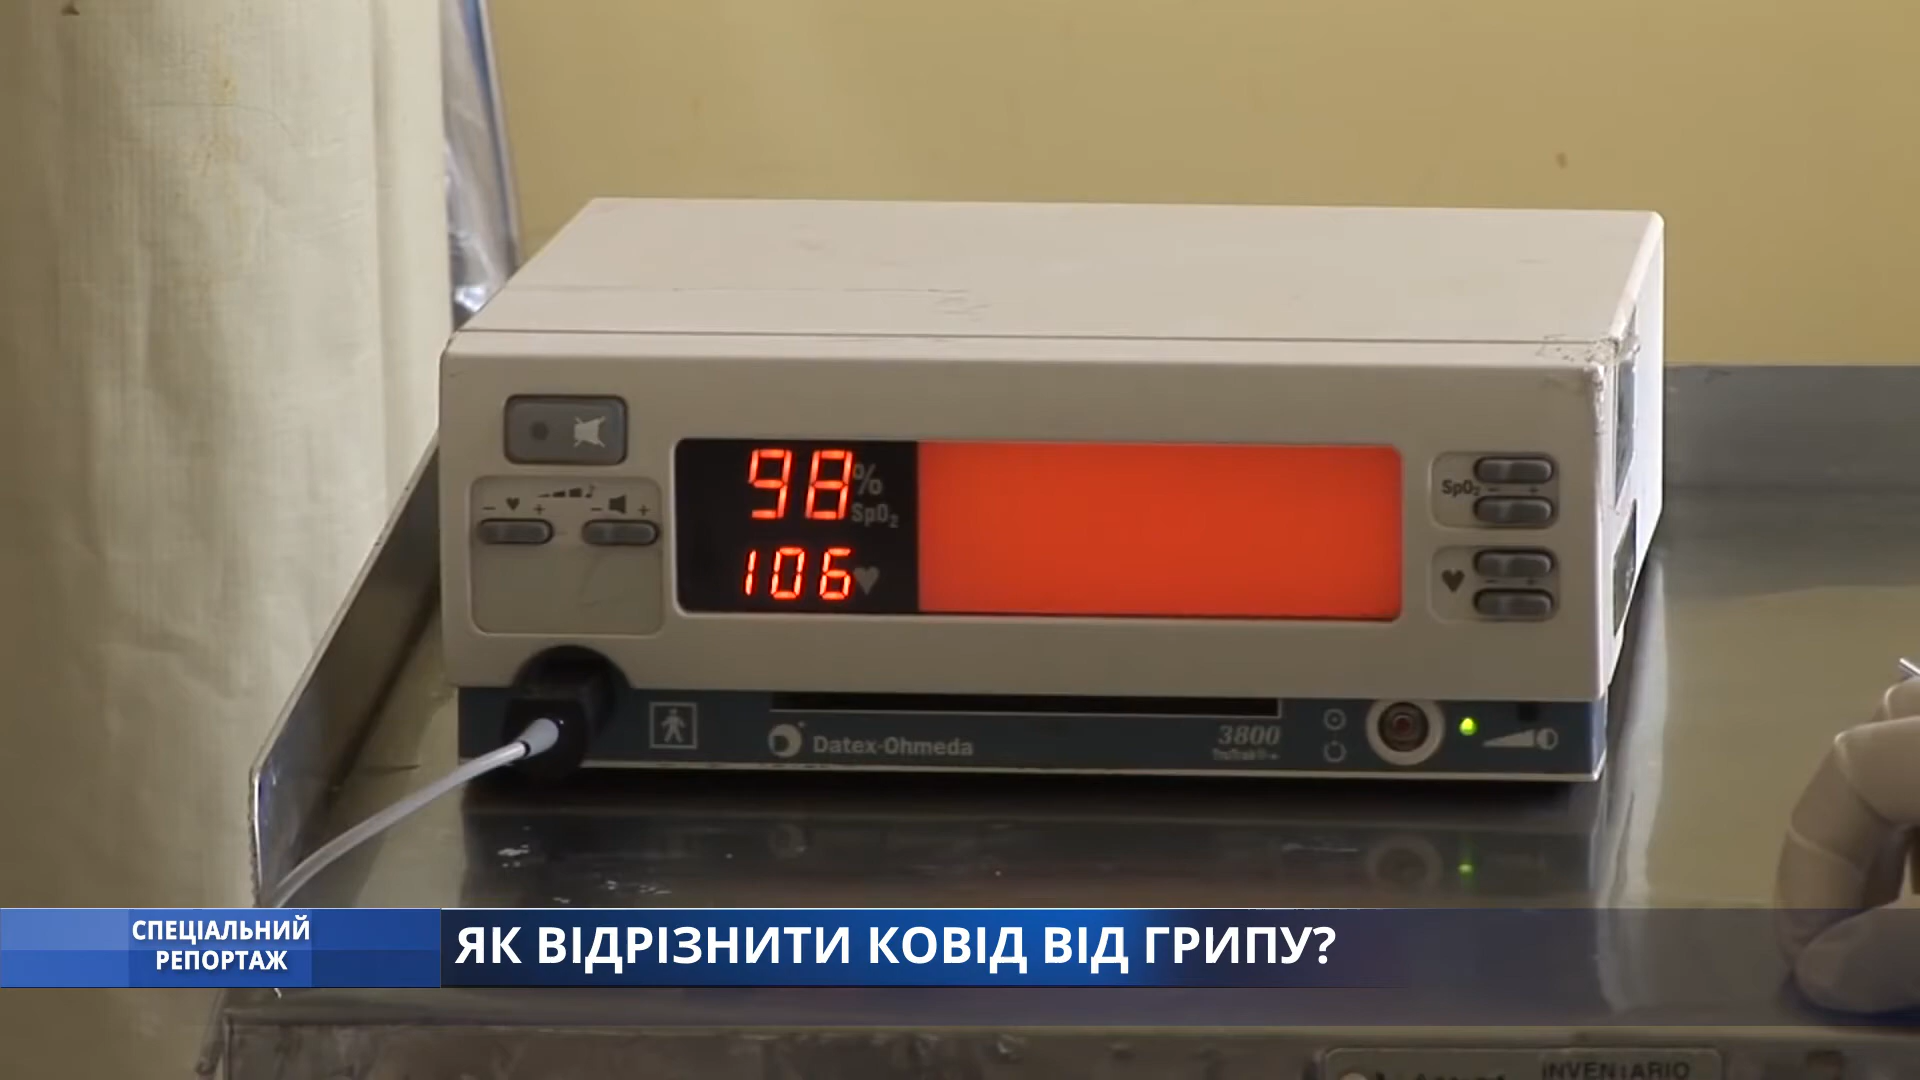 98 %
SpO₂
106
- +
- +
SpO₂
- +
- +
Datex-Ohmeda
3800
СПЕЦІАЛЬНИЙ
РЕПОРТАЖ
ЯК ВІДРІЗНИТИ КОВІД ВІД ГРИПУ?
INVENTARIO